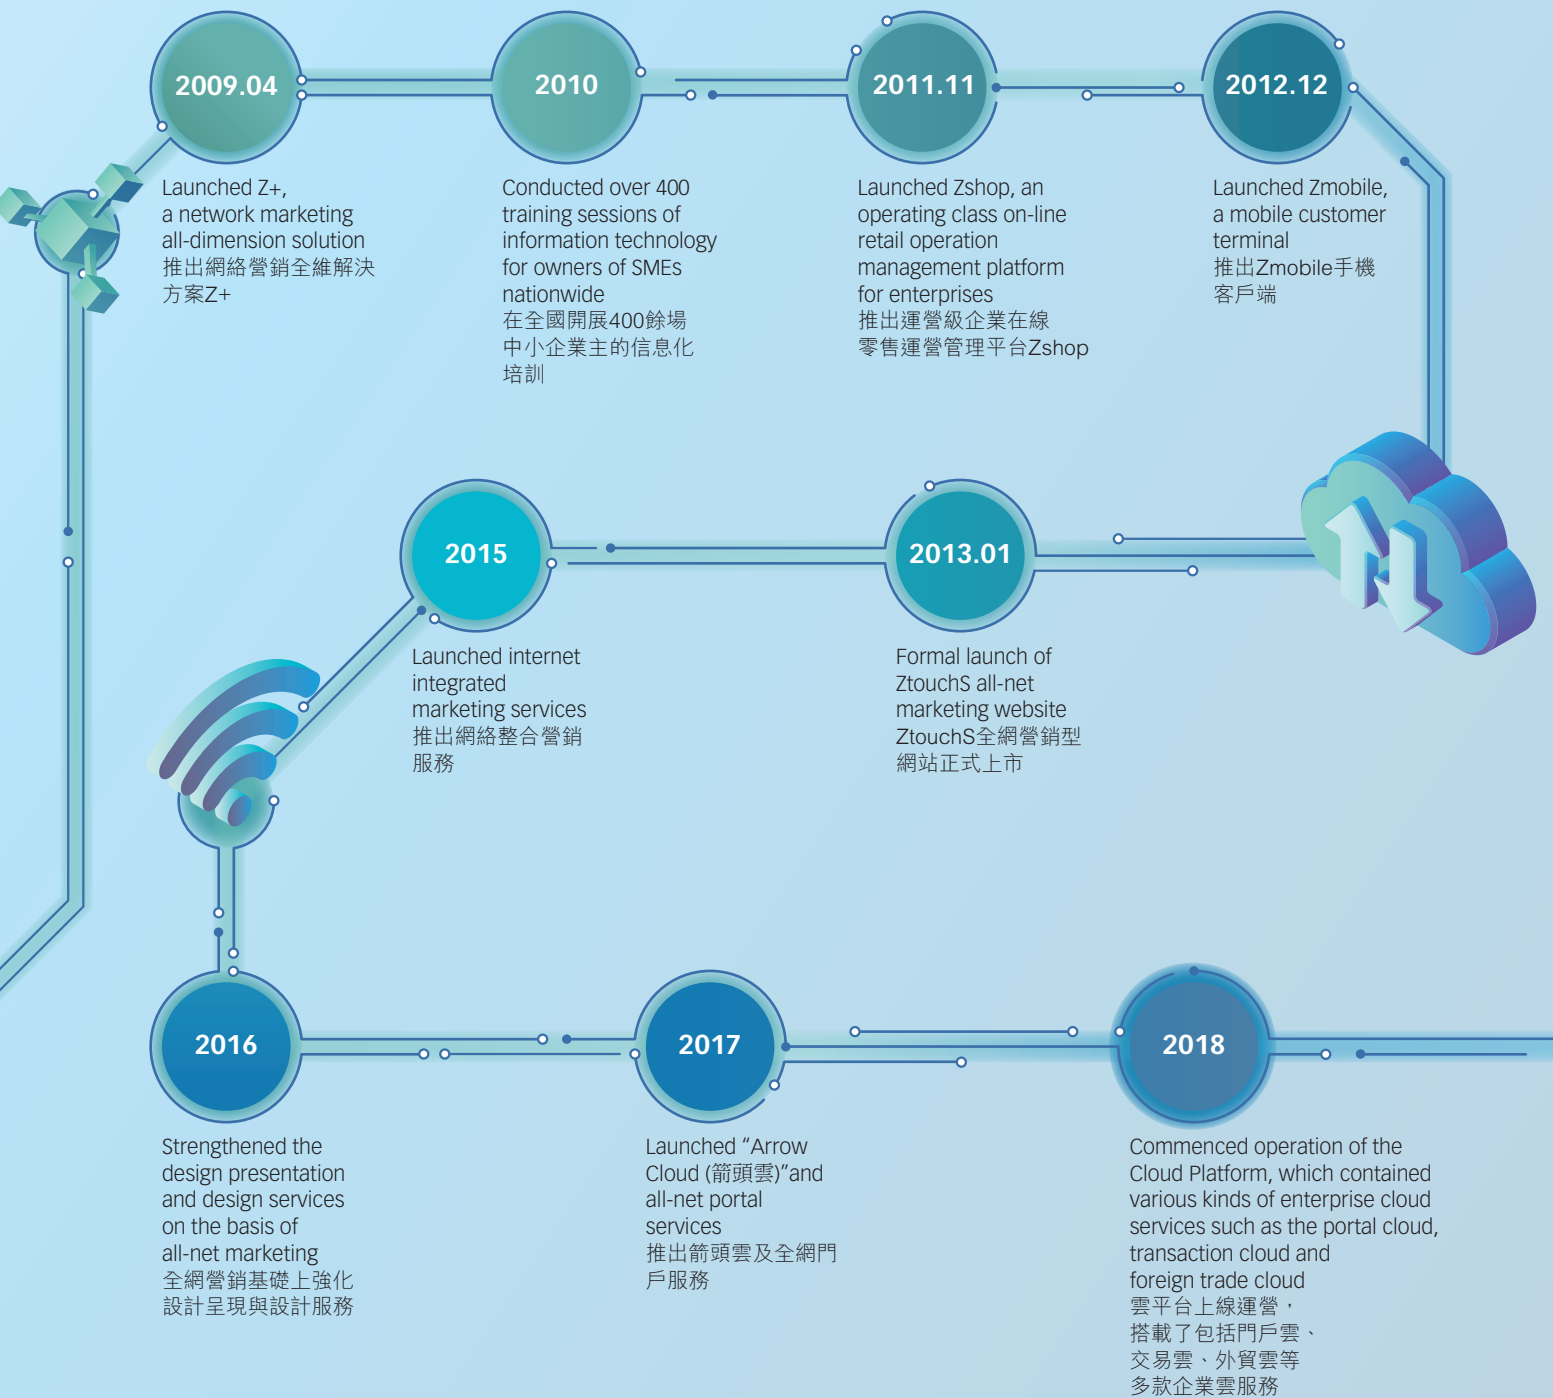 2009.04
Launched Z+,
a network marketing
all-dimension solution
推出網絡營銷全維解決
方案Z+
2010
Conducted over 400
training sessions of
information technology
for owners of SMEs
nationwide
在全國開展400餘場
中小企業主的信息化
培訓
2011.11
Launched Zshop, an
operating class on-line
retail operation
management platform
for enterprises
推出運營級企業在線
零售運營管理平台Zshop
2012.12
Launched Zmobile,
a mobile customer
terminal
推出Zmobile手機
客戶端
2013.01
Formal launch of
ZtouchS all-net
marketing website
ZtouchS全網營銷型
網站正式上市
2015
Launched internet
integrated
marketing services
推出網絡整合營銷
服務
2016
Strengthened the
design presentation
and design services
on the basis of
all-net marketing
全網營銷基礎上強化
設計呈現與設計服務
2017
Launched “Arrow
Cloud (箭頭雲)”and
all-net portal
services
推出箭頭雲及全網門
戶服務
2018
Commenced operation of the
Cloud Platform, which contained
various kinds of enterprise cloud
services such as the portal cloud,
transaction cloud and
foreign trade cloud
雲平台上線運營，
搭載了包括門戶雲、
交易雲、外貿雲等
多款企業雲服務